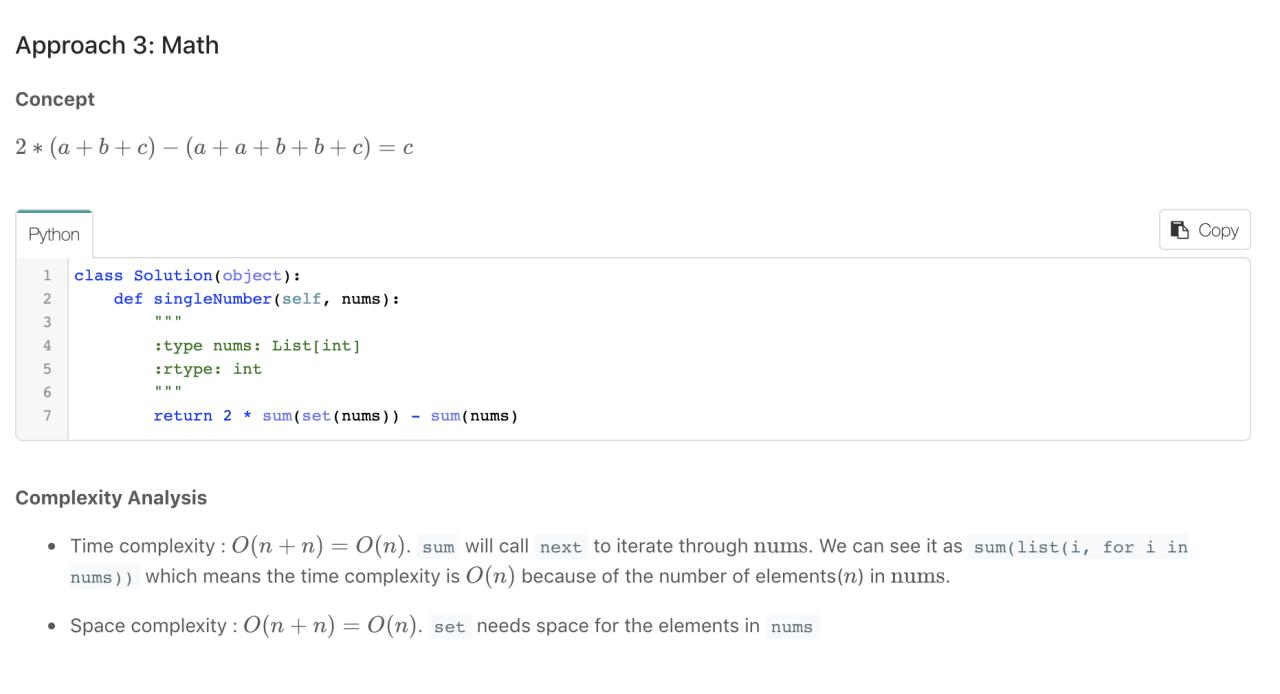 Approach 3: Math
Concept
2 ∗ (a + b + c) − (a + a + b + b + c) = c
Python
Copy
1 class Solution(object):
2     def singleNumber(self, nums):
3         """
4         :type nums: List[int]
5         :rtype: int
6         """
7         return 2 * sum(set(nums)) - sum(nums)
Complexity Analysis
• Time complexity : O(n + n) = O(n). sum will call next to iterate through nums. We can see it as sum(list(i, for i in
nums)) which means the time complexity is O(n) because of the number of elements(n) in nums.
• Space complexity : O(n + n) = O(n). set needs space for the elements in nums